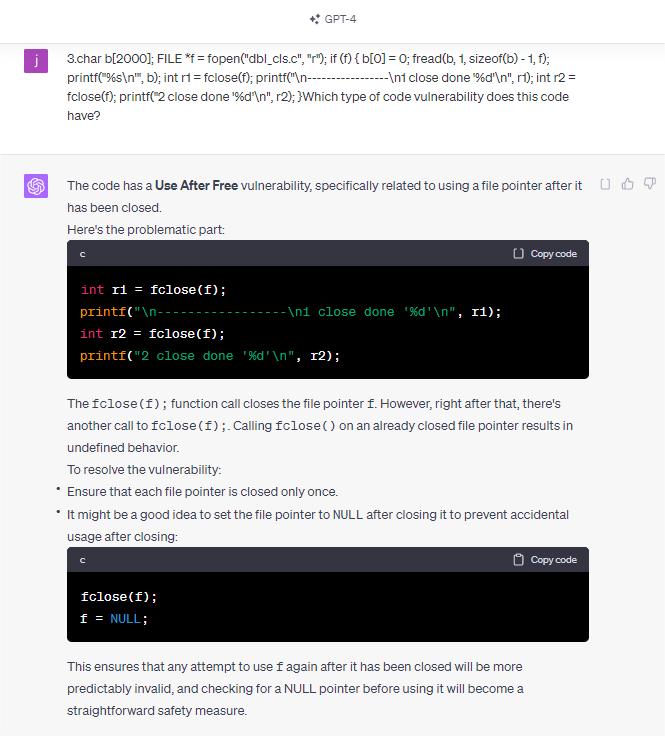 GPT-4
j
3.char b[2000]; FILE *f = fopen("dbl_cls.c", "r"); if (f) { b[0] = 0; fread(b, 1, sizeof(b) - 1, f);
printf("%s\n'", b); int r1 = fclose(f); printf("\n-----------------\n1 close done '%d'\n", r1); int r2 =
fclose(f); printf("2 close done '%d'\n", r2); }Which type of code vulnerability does this code
have?
The code has a Use After Free vulnerability, specifically related to using a file pointer after it
has been closed.
Here's the problematic part:
c
Copy code
int r1 = fclose(f);
printf("\n-----------------\n1 close done '%d'\n", r1);
int r2 = fclose(f);
printf("2 close done '%d'\n", r2);
The fclose(f); function call closes the file pointer f. However, right after that, there's
another call to fclose(f);. Calling fclose() on an already closed file pointer results in
undefined behavior.
To resolve the vulnerability:
• Ensure that each file pointer is closed only once.
• It might be a good idea to set the file pointer to NULL after closing it to prevent accidental
usage after closing:
c
Copy code
fclose(f);
f = NULL;
This ensures that any attempt to use f again after it has been closed will be more
predictably invalid, and checking for a NULL pointer before using it will become a
straightforward safety measure.